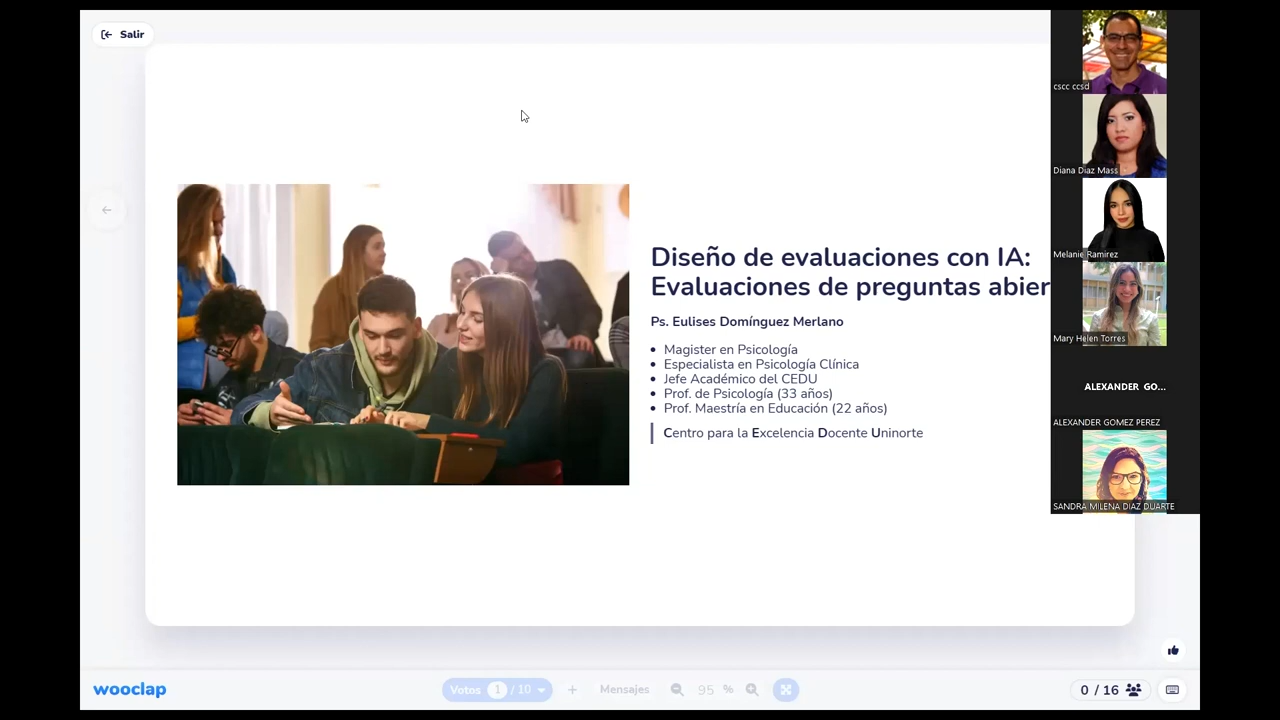 Salir
Diseño de evaluaciones con IA:
Evaluaciones de preguntas abier
Ps. Eulises Domínguez Merlano
Magister en Psicología
Especialista en Psicología Clínica
Jefe Académico del CEDU
Prof. de Psicología (33 años)
Prof. Maestría en Educación (22 años)
Centro para la Excelencia Docente Uninorte
cscc ccsd
Diana Diaz Mass
Melanie Ramirez
Mary Helen Torres
ALEXANDER GO...
ALEXANDER GOMEZ PEREZ
SANDRA MILENA DIAZ DUARTE
wooclap
Votos 1 / 10
Mensajes
95 %
0 / 16